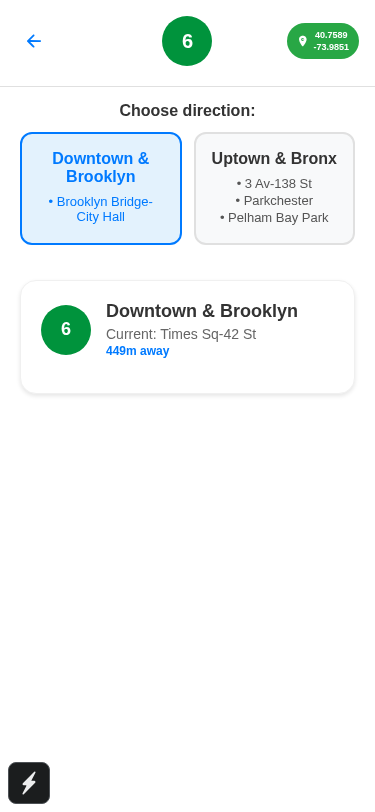 6
40.7589
-73.9851
Choose direction:
Downtown &
Brooklyn
• Brooklyn Bridge-
City Hall
Uptown & Bronx
• 3 Av-138 St
• Parkchester
• Pelham Bay Park
6
Downtown & Brooklyn
Current: Times Sq-42 St
449m away